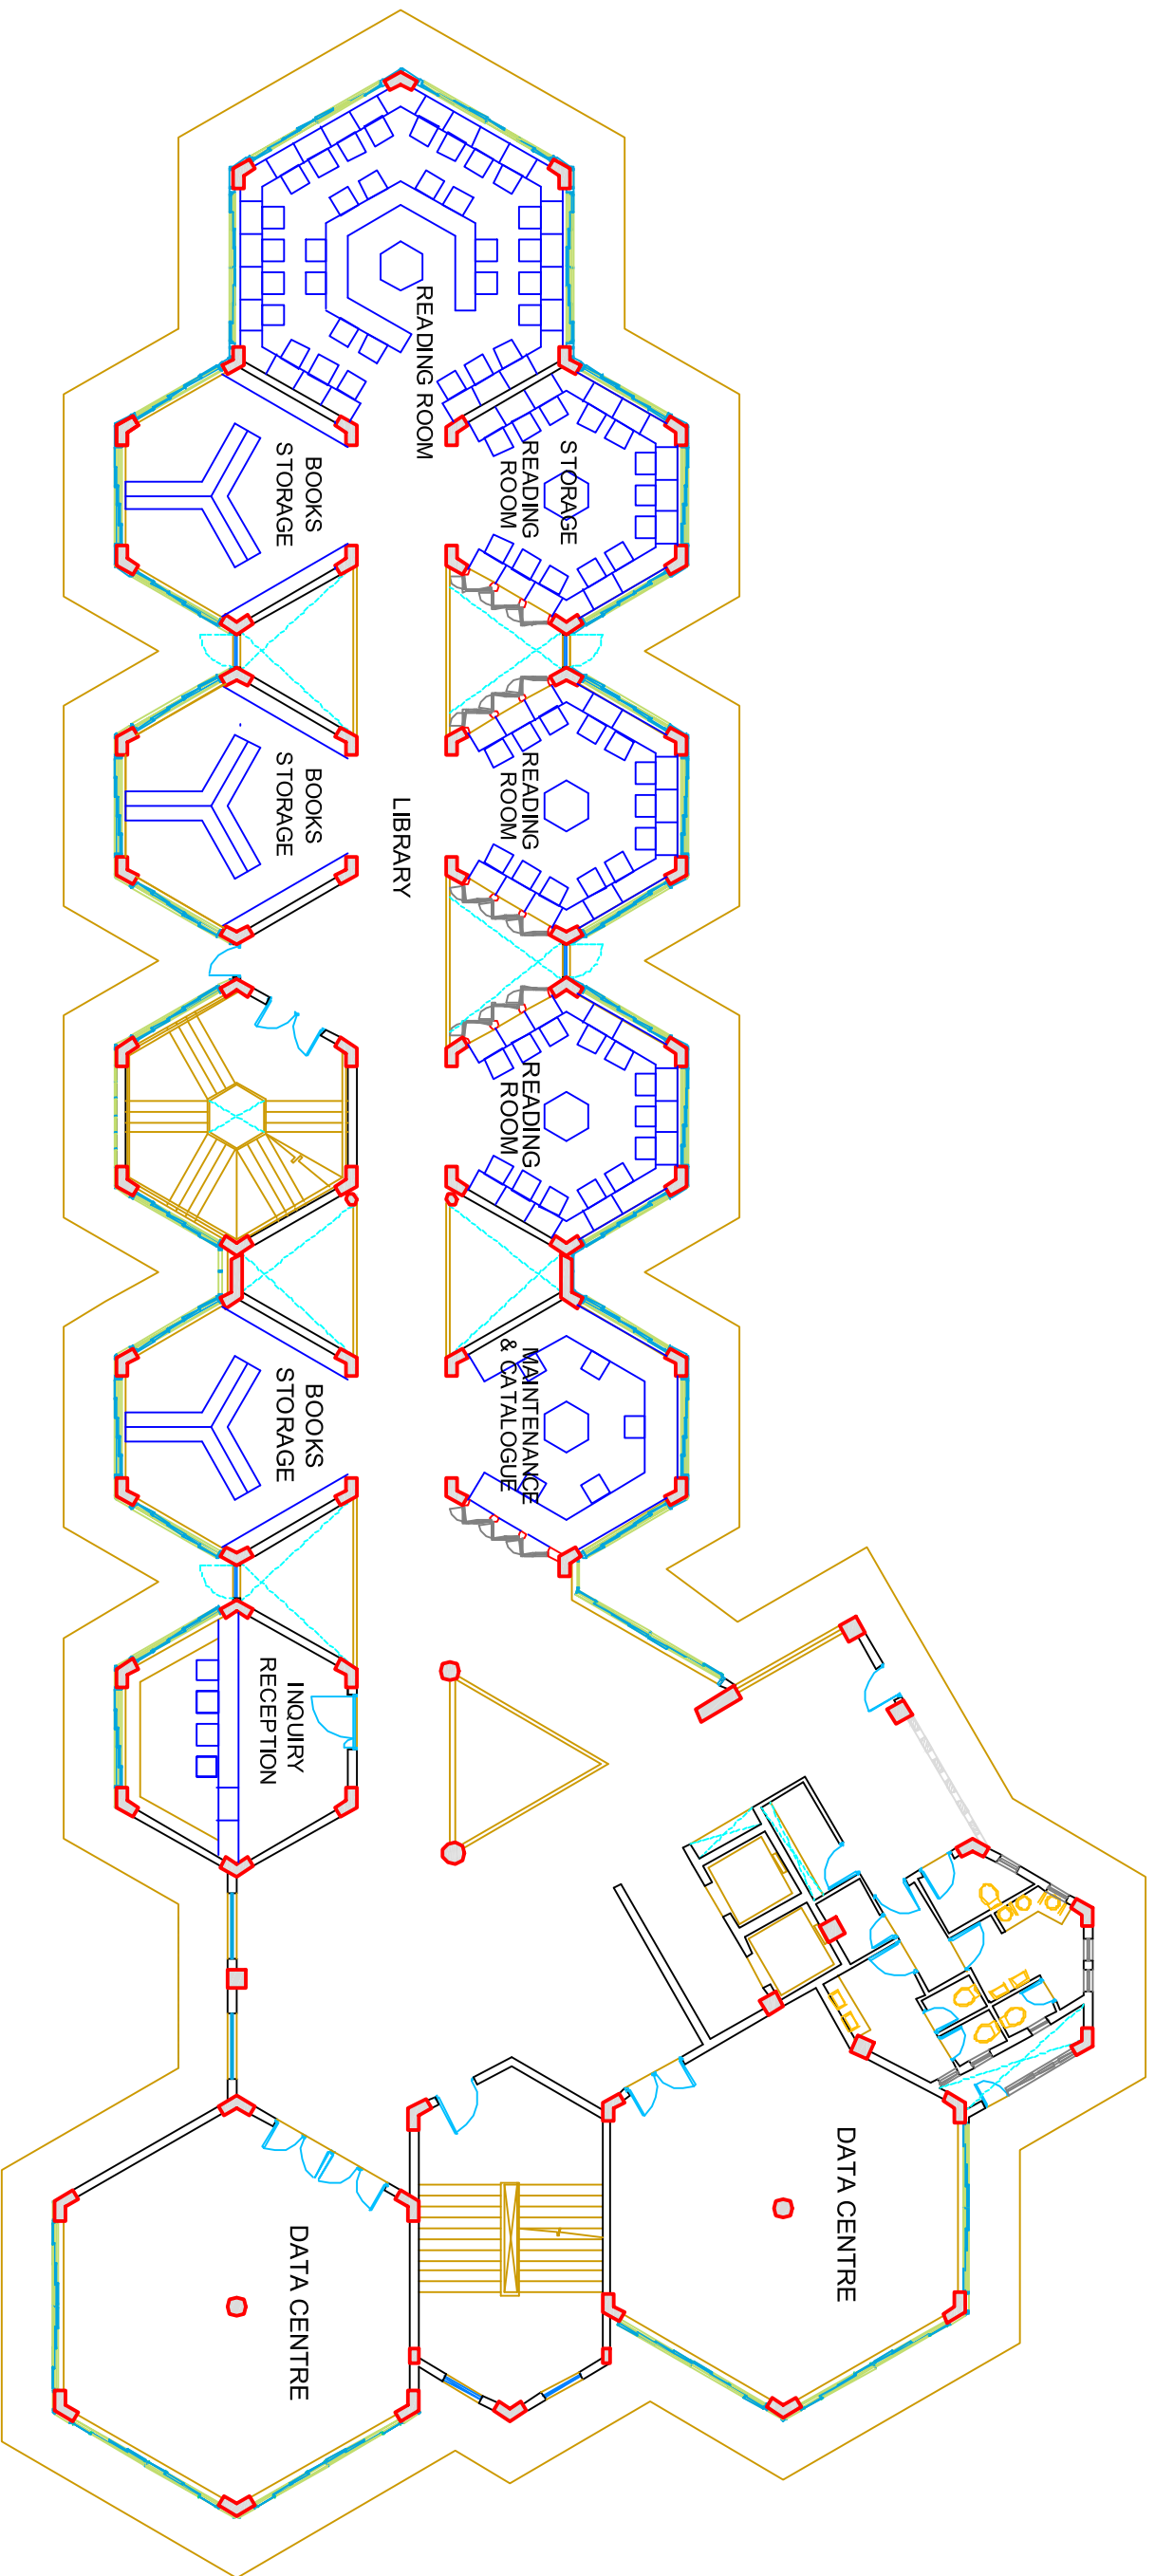 READING ROOM
BOOKS
STORAGE
STORAGE
READING
ROOM
BOOKS
STORAGE
LIBRARY
READING
ROOM
READING
ROOM
BOOKS
STORAGE
MAINTENANCE
& CATALOGUE
INQUIRY
RECEPTION
DATA CENTRE
DATA CENTRE